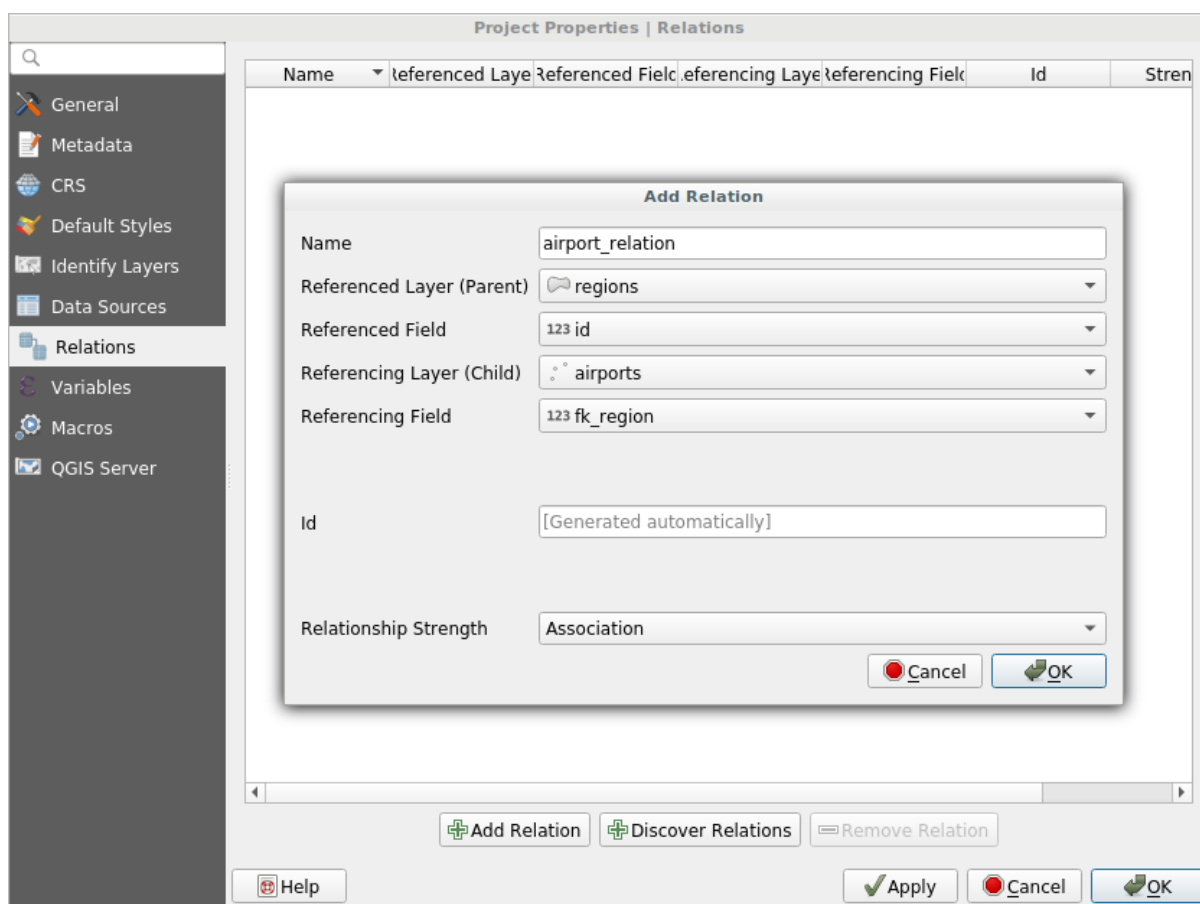 Project Properties | Relations
Name Referenced Laye Referenced Field Referencing Laye Referencing Field Id Stren
General
Metadata
CRS
Default Styles
Identify Layers
Data Sources
Relations
Variables
Macros
QGIS Server
Add Relation
Name airport_relation
Referenced Layer (Parent) regions
Referenced Field 123 id
Referencing Layer (Child) airports
Referencing Field 123 fk_region
Id [Generated automatically]
Relationship Strength Association
Cancel OK
Add Relation Discover Relations Remove Relation
Help Apply Cancel OK